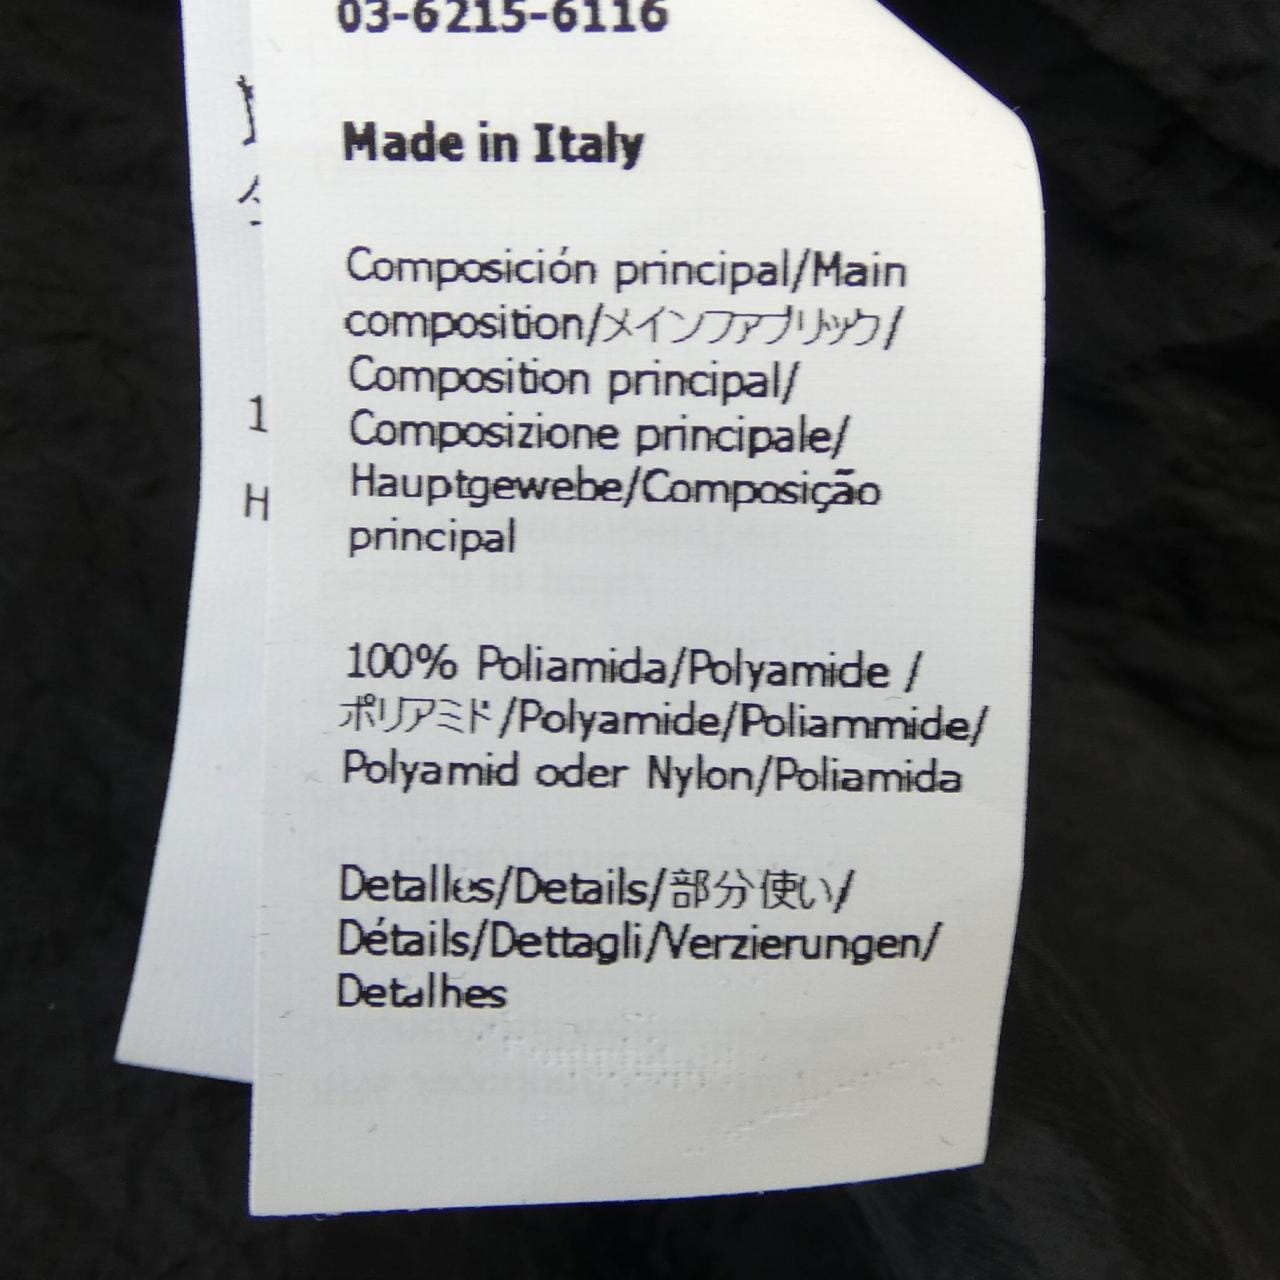 03-6215-6116
Made in Italy
Composición principal/Main
composition/メインファブリック/
Composition principal/
Composizione principale/
Hauptgewebe/Composição
principal
100% Poliamida/Polyamide /
ポリアミド/Polyamide/Poliammide/
Polyamid oder Nylon/Poliamida
Detalles/Details/部分使い/
Détails/Dettagli/Verzierungen/
Detalhes
1
H